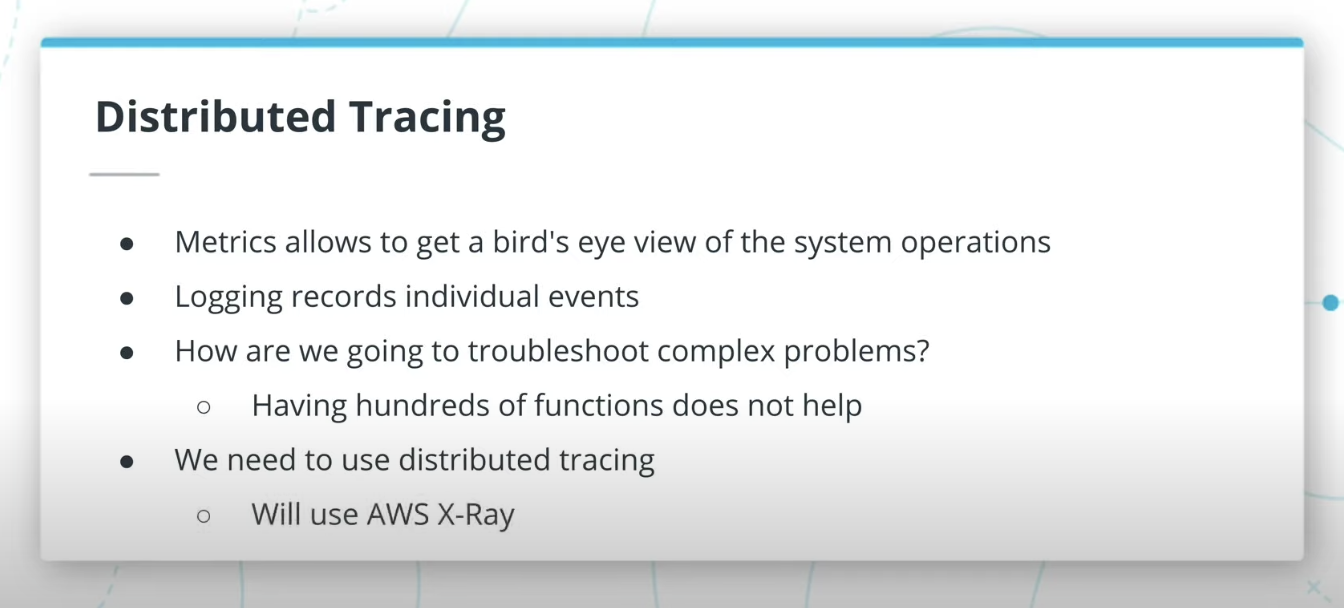 Distributed Tracing
● Metrics allows to get a bird's eye view of the system operations
● Logging records individual events
● How are we going to troubleshoot complex problems?
○ Having hundreds of functions does not help
● We need to use distributed tracing
○ Will use AWS X-Ray